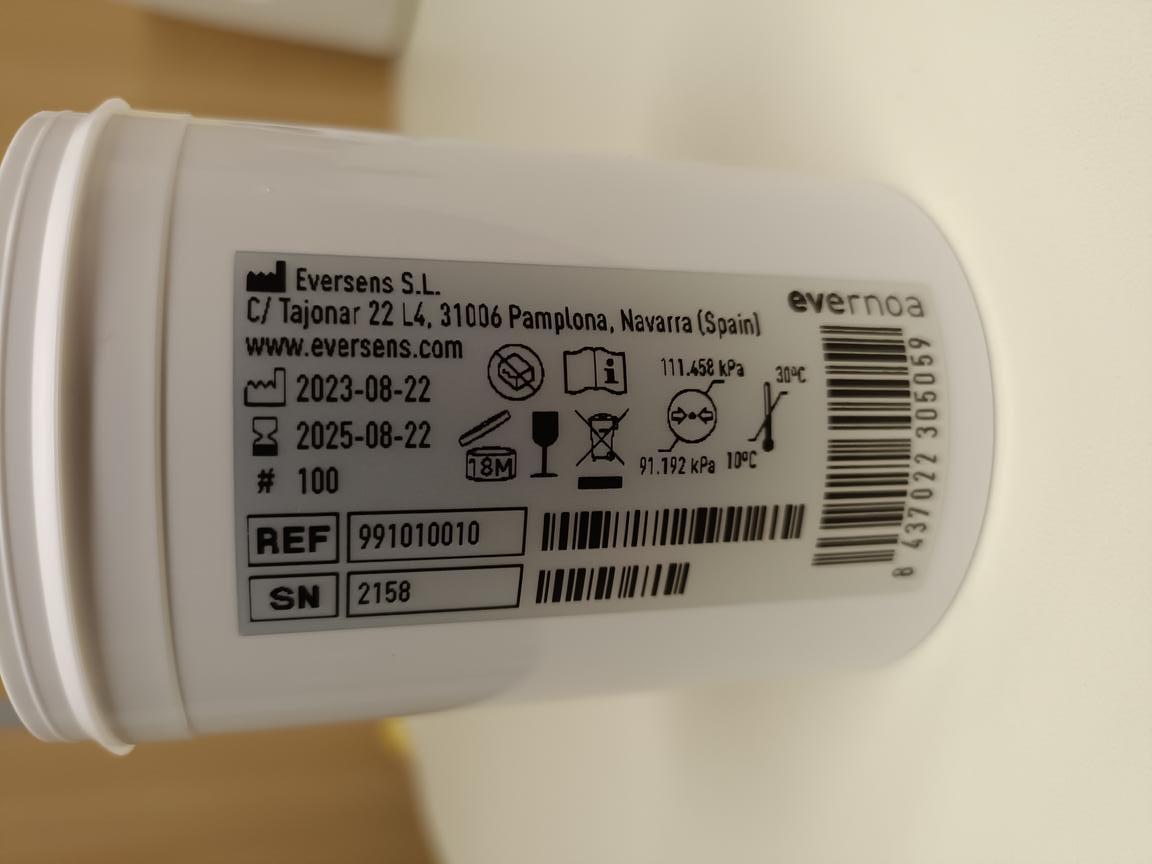 Eversens S.L.
C/ Tajonar 22 L4, 31006 Pamplona, Navarra (Spain)
www.eversens.com
evernoa
2023-08-22
2025-08-22
# 100
18M
111.458 kPa
91.192 kPa
30ºC
10ºC
REF 991010010
SN 2158
8 437022 305059